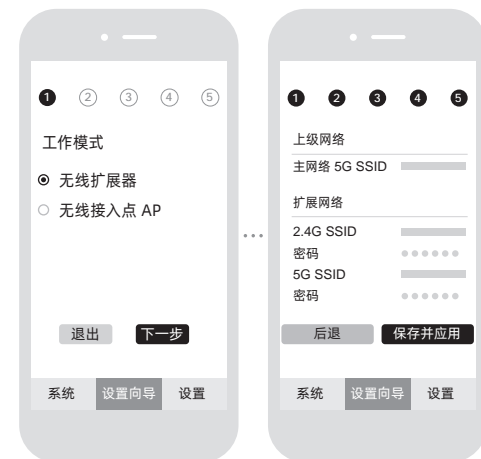 1 2 3 4 5
工作模式
无线扩展器
无线接入点 AP
退出 下一步
系统 设置向导 设置
...
1 2 3 4 5
上级网络
主网络 5G SSID
扩展网络
2.4G SSID
密码
5G SSID
密码
后退 保存并应用
系统 设置向导 设置